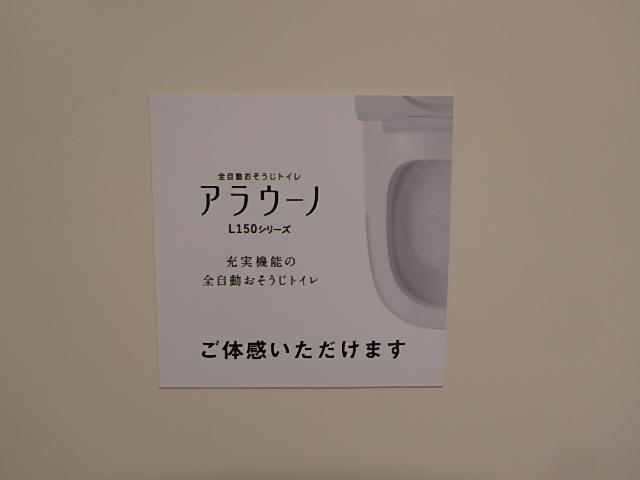 全自動おそうじトイレ
アラウーノ
L150シリーズ
充実機能の
全自動おそうじトイレ
ご体感いただけます